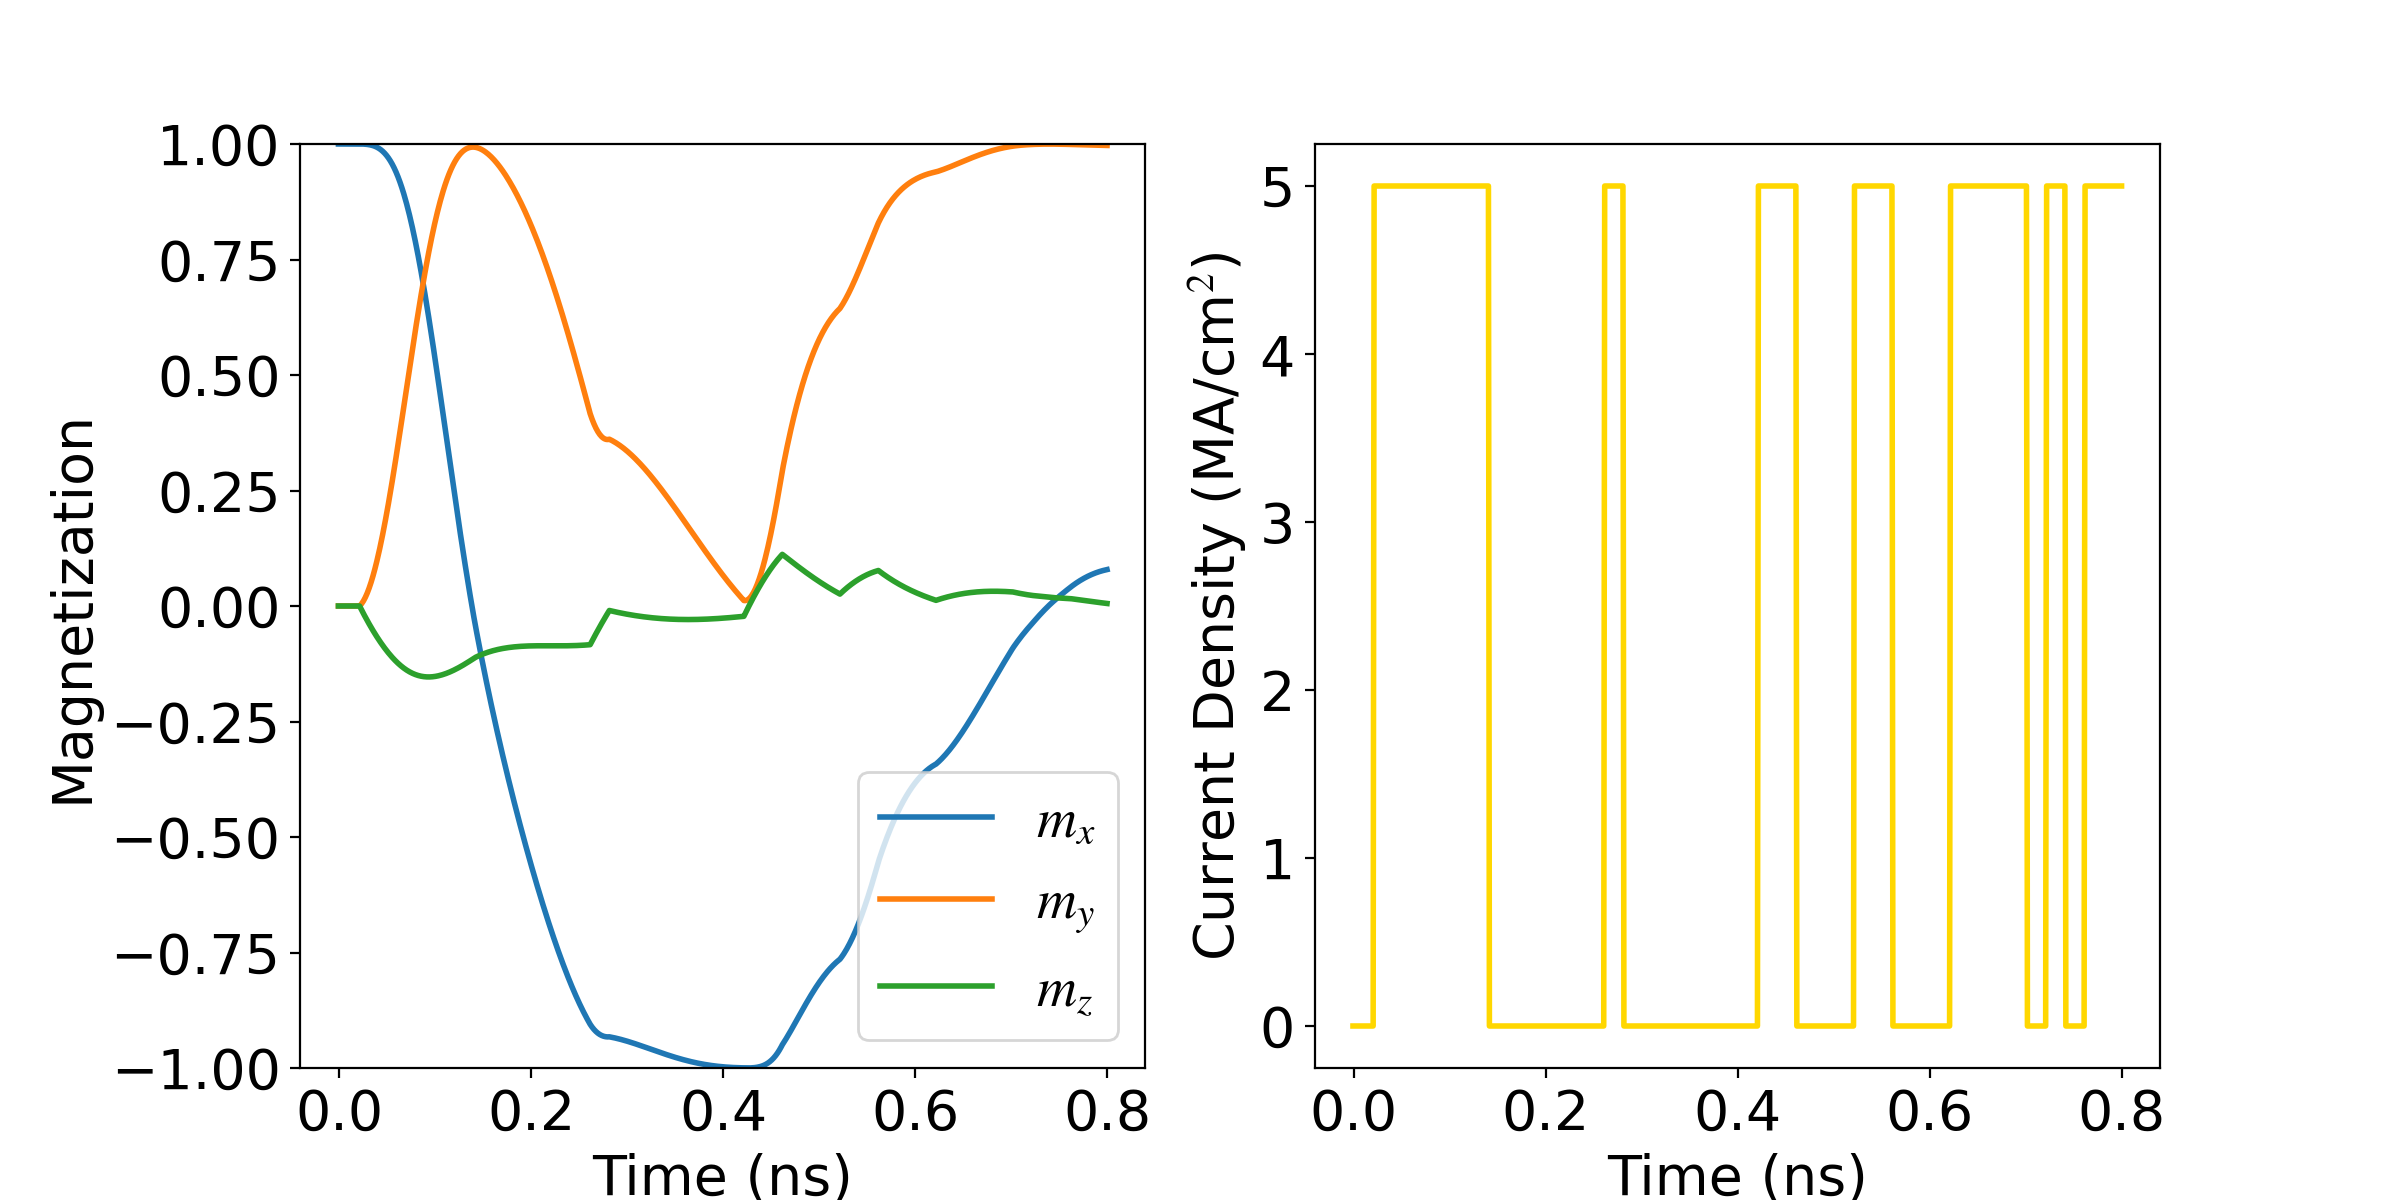 Magnetization
1.00
0.75
0.50
0.25
0.00
−0.25
−0.50
−0.75
−1.00
0.0 0.2 0.4 0.6 0.8
Time (ns)
m_x
m_y
m_z
Current Density (MA/cm²)
5
4
3
2
1
0
0.0 0.2 0.4 0.6 0.8
Time (ns)